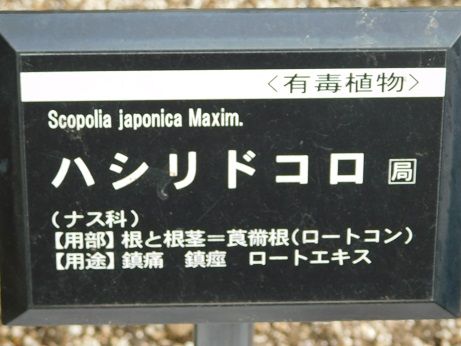 〈有毒植物〉
Scopolia japonica Maxim.
ハシリドコロ 局
(ナス科)
【用部】根と根茎=莨菪根(ロートコン)
【用途】鎮痛 鎮痙 ロートエキス